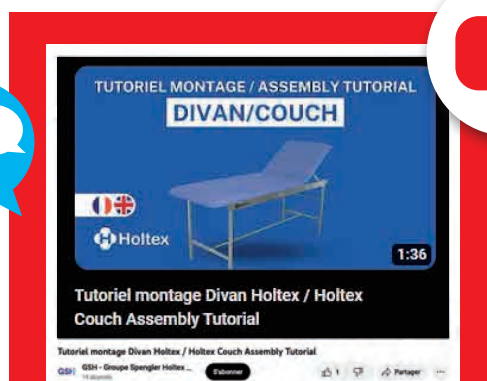 TUTORIEL MONTAGE / ASSEMBLY TUTORIAL
DIVAN/COUCH
Holtex
1:36
Tutoriel montage Divan Holtex / Holtex
Couch Assembly Tutorial
Tutoriel montage Divan Holtex / Holtex Couch Assembly Tutorial
GSH GSH - Groupe Spengler Holtex ... S'abonner 1 Partager ...
abonnés